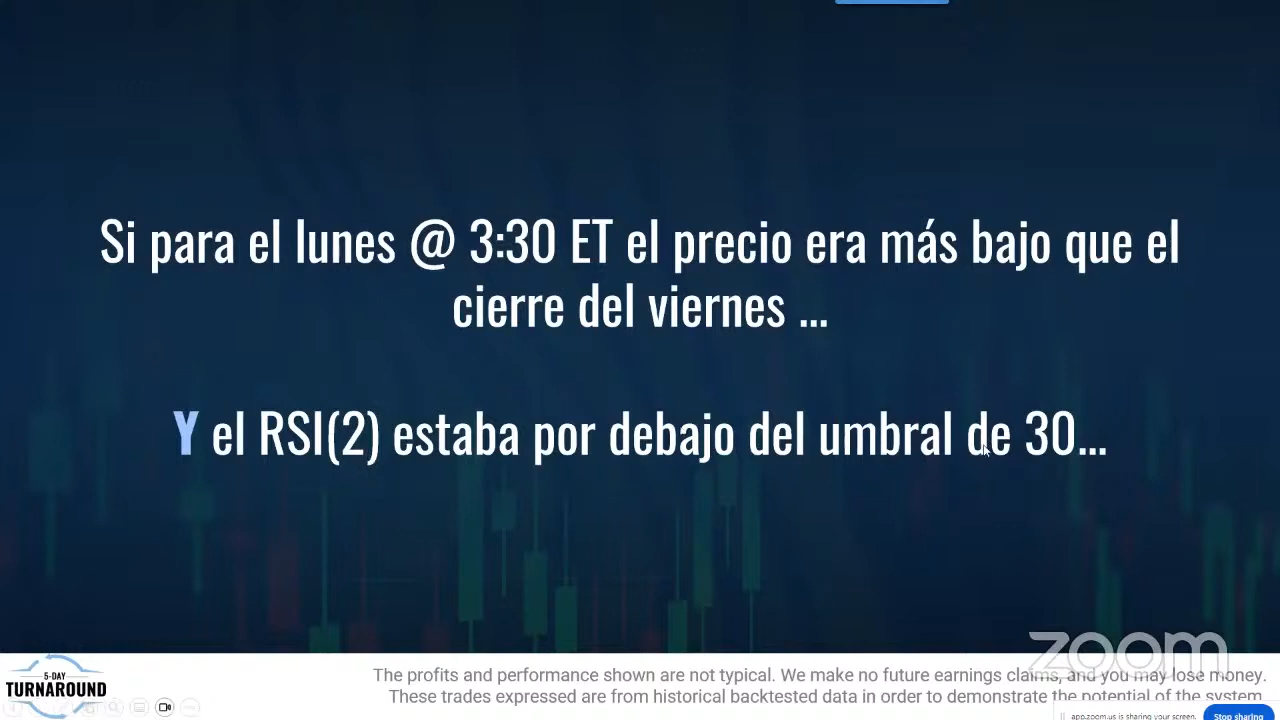 Si para el lunes @ 3:30 ET el precio era más bajo que el
cierre del viernes ...
Y el RSI(2) estaba por debajo del umbral de 30...
zoom
5-DAY
TURNAROUND
The profits and performance shown are not typical. We make no future earnings claims, and you may lose money.
These trades expressed are from historical backtested data in order to demonstrate the potential of the system
app.zoom.us is sharing your screen.
Stop sharing